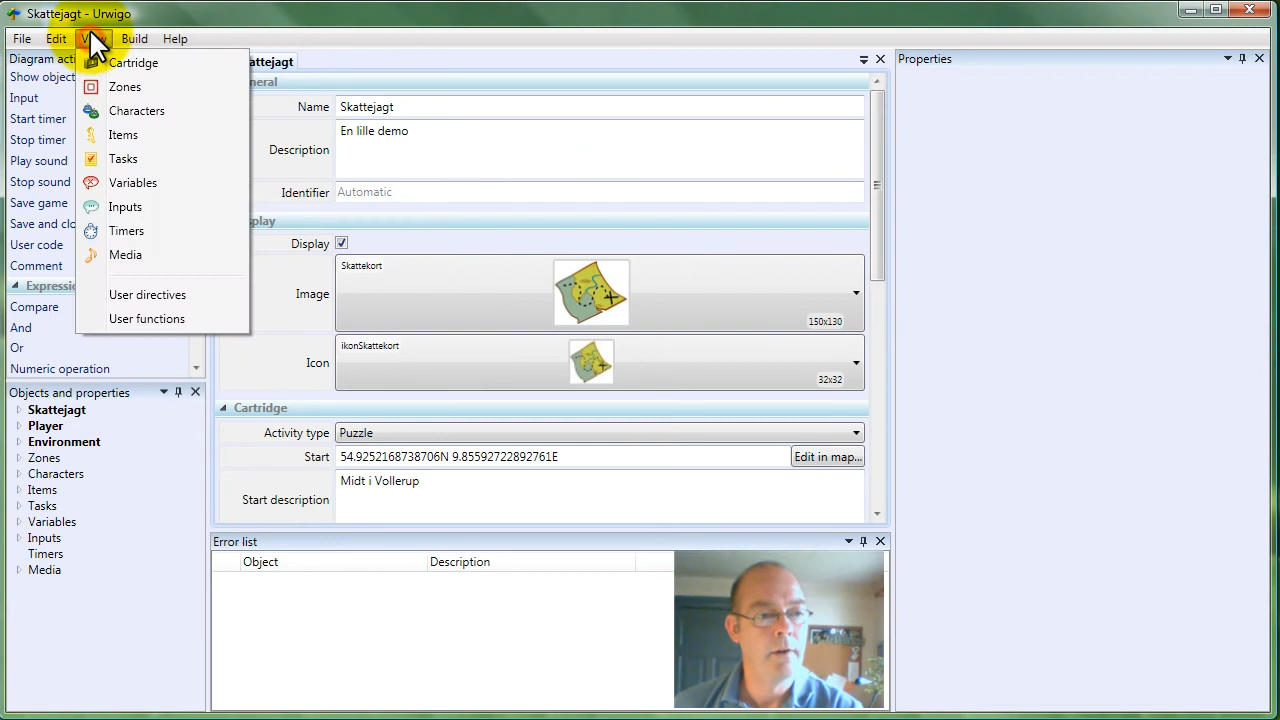 Skattejagt - Urwigo
File Edit View Build Help
Diagram acti
Show object
Input
Start timer
Stop timer
Play sound
Stop sound
Save game
Save and clo
User code
Comment
Expressio
Compare
And
Or
Numeric operation
Cartridge
Zones
Characters
Items
Tasks
Variables
Inputs
Timers
Media
User directives
User functions
Objects and properties
Skattejagt
Player
Environment
Zones
Characters
Items
Tasks
Variables
Inputs
Timers
Media
attejagt
neral
Name Skattejagt
Description En lille demo
Identifier Automatic
splay
Display
Image Skattekort 150x130
Icon ikonSkattekort 32x32
Cartridge
Activity type Puzzle
Start 54.9252168738706N 9.85592722892761E Edit in map...
Start description Midt i Vollerup
Error list
Object Description
Properties